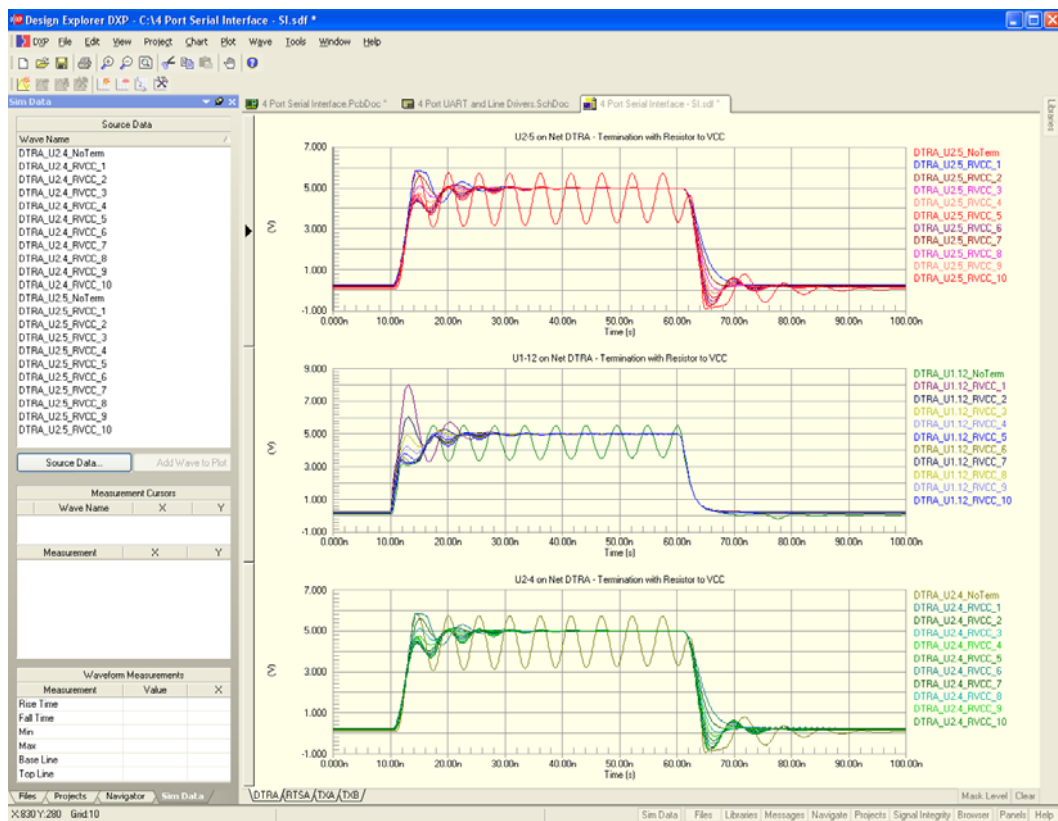 Design Explorer DXP - C:\4 Port Serial Interface - SI.sdf *
DXP File Edit View Project Chart Plot Wave Tools Window Help
Sim Data
4 Port Serial Interface.PcbDoc *
4 Port UART and Line Drivers.SchDoc
4 Port Serial Interface - SI.sdf *
Libraries
Source Data
Wave Name
DTRA_U2.4_NoTerm
DTRA_U2.4_RVCC_1
DTRA_U2.4_RVCC_2
DTRA_U2.4_RVCC_3
DTRA_U2.4_RVCC_4
DTRA_U2.4_RVCC_5
DTRA_U2.4_RVCC_6
DTRA_U2.4_RVCC_7
DTRA_U2.4_RVCC_8
DTRA_U2.4_RVCC_9
DTRA_U2.4_RVCC_10
DTRA_U2.5_NoTerm
DTRA_U2.5_RVCC_1
DTRA_U2.5_RVCC_2
DTRA_U2.5_RVCC_3
DTRA_U2.5_RVCC_4
DTRA_U2.5_RVCC_5
DTRA_U2.5_RVCC_6
DTRA_U2.5_RVCC_7
DTRA_U2.5_RVCC_8
DTRA_U2.5_RVCC_9
DTRA_U2.5_RVCC_10
Source Data...
Add Wave to Plot
Measurement Cursors
Wave Name X Y
Measurement X Y
Waveform Measurements
Measurement Value X
Rise Time
Fall Time
Min
Max
Base Line
Top Line
Files Projects Navigator Sim Data
U2-5 on Net DTRA - Termination with Resistor to VCC
7.000
5.000
3.000
1.000
-1.000
(V)
0.000n 10.00n 20.00n 30.00n 40.00n 50.00n 60.00n 70.00n 80.00n 90.00n 100.00n
Time (s)
DTRA_U2.5_NoTerm
DTRA_U2.5_RVCC_1
DTRA_U2.5_RVCC_2
DTRA_U2.5_RVCC_3
DTRA_U2.5_RVCC_4
DTRA_U2.5_RVCC_5
DTRA_U2.5_RVCC_6
DTRA_U2.5_RVCC_7
DTRA_U2.5_RVCC_8
DTRA_U2.5_RVCC_9
DTRA_U2.5_RVCC_10
U1-12 on Net DTRA - Termination with Resistor to VCC
9.000
7.000
5.000
3.000
1.000
-1.000
(V)
0.000n 10.00n 20.00n 30.00n 40.00n 50.00n 60.00n 70.00n 80.00n 90.00n 100.00n
Time (s)
DTRA_U1.12_NoTerm
DTRA_U1.12_RVCC_1
DTRA_U1.12_RVCC_2
DTRA_U1.12_RVCC_3
DTRA_U1.12_RVCC_4
DTRA_U1.12_RVCC_5
DTRA_U1.12_RVCC_6
DTRA_U1.12_RVCC_7
DTRA_U1.12_RVCC_8
DTRA_U1.12_RVCC_9
DTRA_U1.12_RVCC_10
U2-4 on Net DTRA - Termination with Resistor to VCC
7.000
5.000
3.000
1.000
-1.000
(V)
0.000n 10.00n 20.00n 30.00n 40.00n 50.00n 60.00n 70.00n 80.00n 90.00n 100.00n
Time (s)
DTRA_U2.4_NoTerm
DTRA_U2.4_RVCC_1
DTRA_U2.4_RVCC_2
DTRA_U2.4_RVCC_3
DTRA_U2.4_RVCC_4
DTRA_U2.4_RVCC_5
DTRA_U2.4_RVCC_6
DTRA_U2.4_RVCC_7
DTRA_U2.4_RVCC_8
DTRA_U2.4_RVCC_9
DTRA_U2.4_RVCC_10
DTRA RTSA TXA TXB
Mask Level Clear
X:830 Y:280 Grid:10
Sim Data Files Libraries Messages Navigate Projects Signal Integrity Browser Panels Help